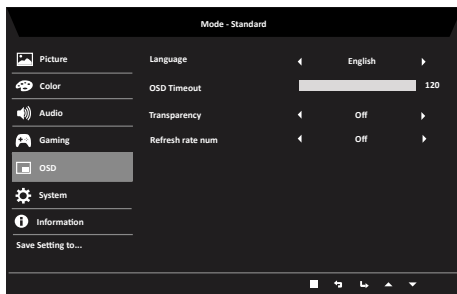 Mode - Standard
Picture
Language
English
Color
OSD Timeout
120
Audio
Transparency
Off
Gaming
Refresh rate num
Off
OSD
System
Information
Save Setting to...